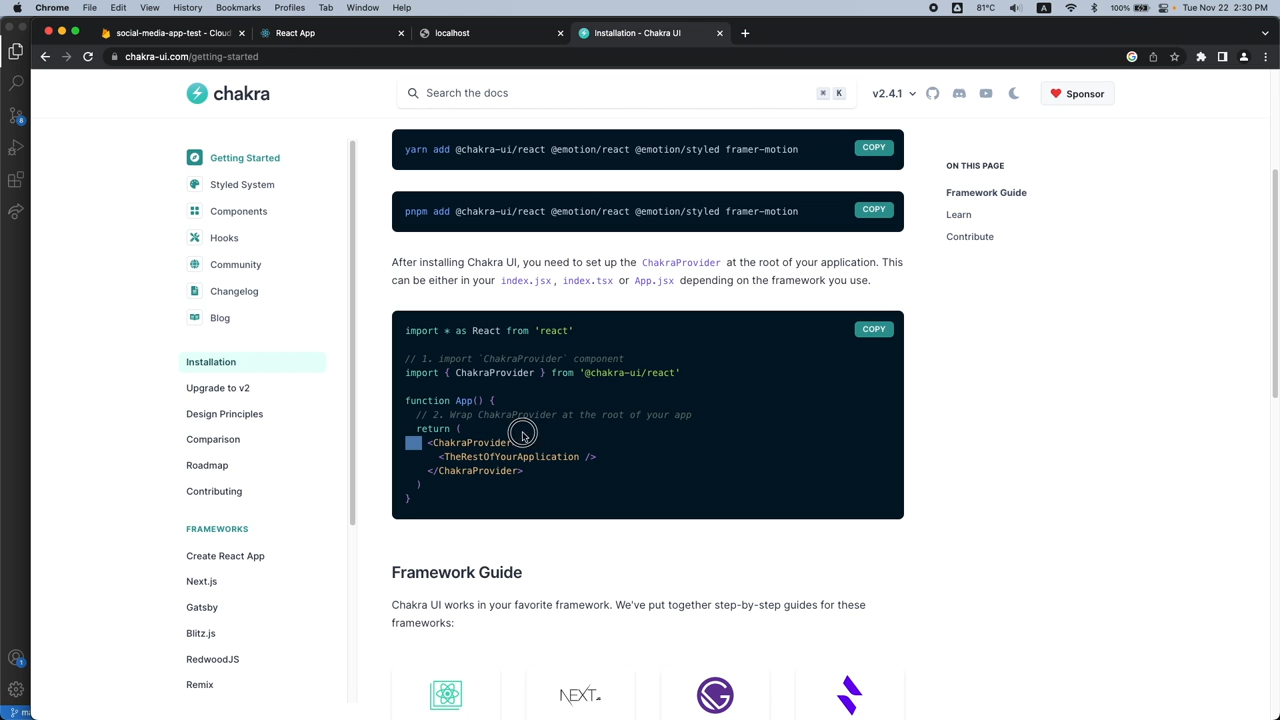 Chrome File Edit View History Bookmarks Profiles Tab Window Help 81°C A 100% Tue Nov 22 2:30 PM
social-media-app-test - Cloud React App localhost Installation - Chakra UI
chakra-ui.com/getting-started
chakra Search the docs ⌘ K v2.4.1 Sponsor
yarn add @chakra-ui/react @emotion/react @emotion/styled framer-motion COPY
pnpm add @chakra-ui/react @emotion/react @emotion/styled framer-motion COPY
After installing Chakra UI, you need to set up the ChakraProvider at the root of your application. This
can be either in your index.jsx, index.tsx or App.jsx depending on the framework you use.
COPY
import * as React from 'react'
// 1. import `ChakraProvider` component
import { ChakraProvider } from '@chakra-ui/react'
function App() {
// 2. Wrap ChakraProvider at the root of your app
return (
<ChakraProvider
<TheRestOfYourApplication />
</ChakraProvider>
)
}
Framework Guide
Chakra UI works in your favorite framework. We've put together step-by-step guides for these
frameworks:
NEXT.
Getting Started
Styled System
Components
Hooks
Community
Changelog
Blog
Installation
Upgrade to v2
Design Principles
Comparison
Roadmap
Contributing
FRAMEWORKS
Create React App
Next.js
Gatsby
Blitz.js
RedwoodJS
Remix
ON THIS PAGE
Framework Guide
Learn
Contribute
8
1